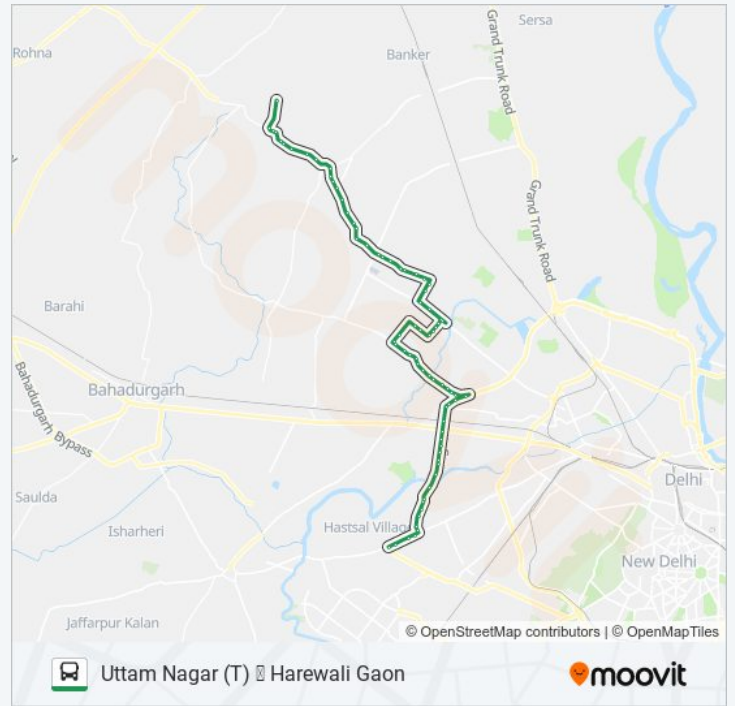 Rohna
Sersa
Banker
Grand Trunk Road
Grand Trunk Road
Barahi
Bahadurgarh
Bahadurgarh Bypass
Saulda
Isharheri
Hastsal Village
Delhi
New Delhi
Jaffarpur Kalan
© OpenStreetMap contributors | © OpenMapTiles
Uttam Nagar (T) Harewali Gaon
moovit